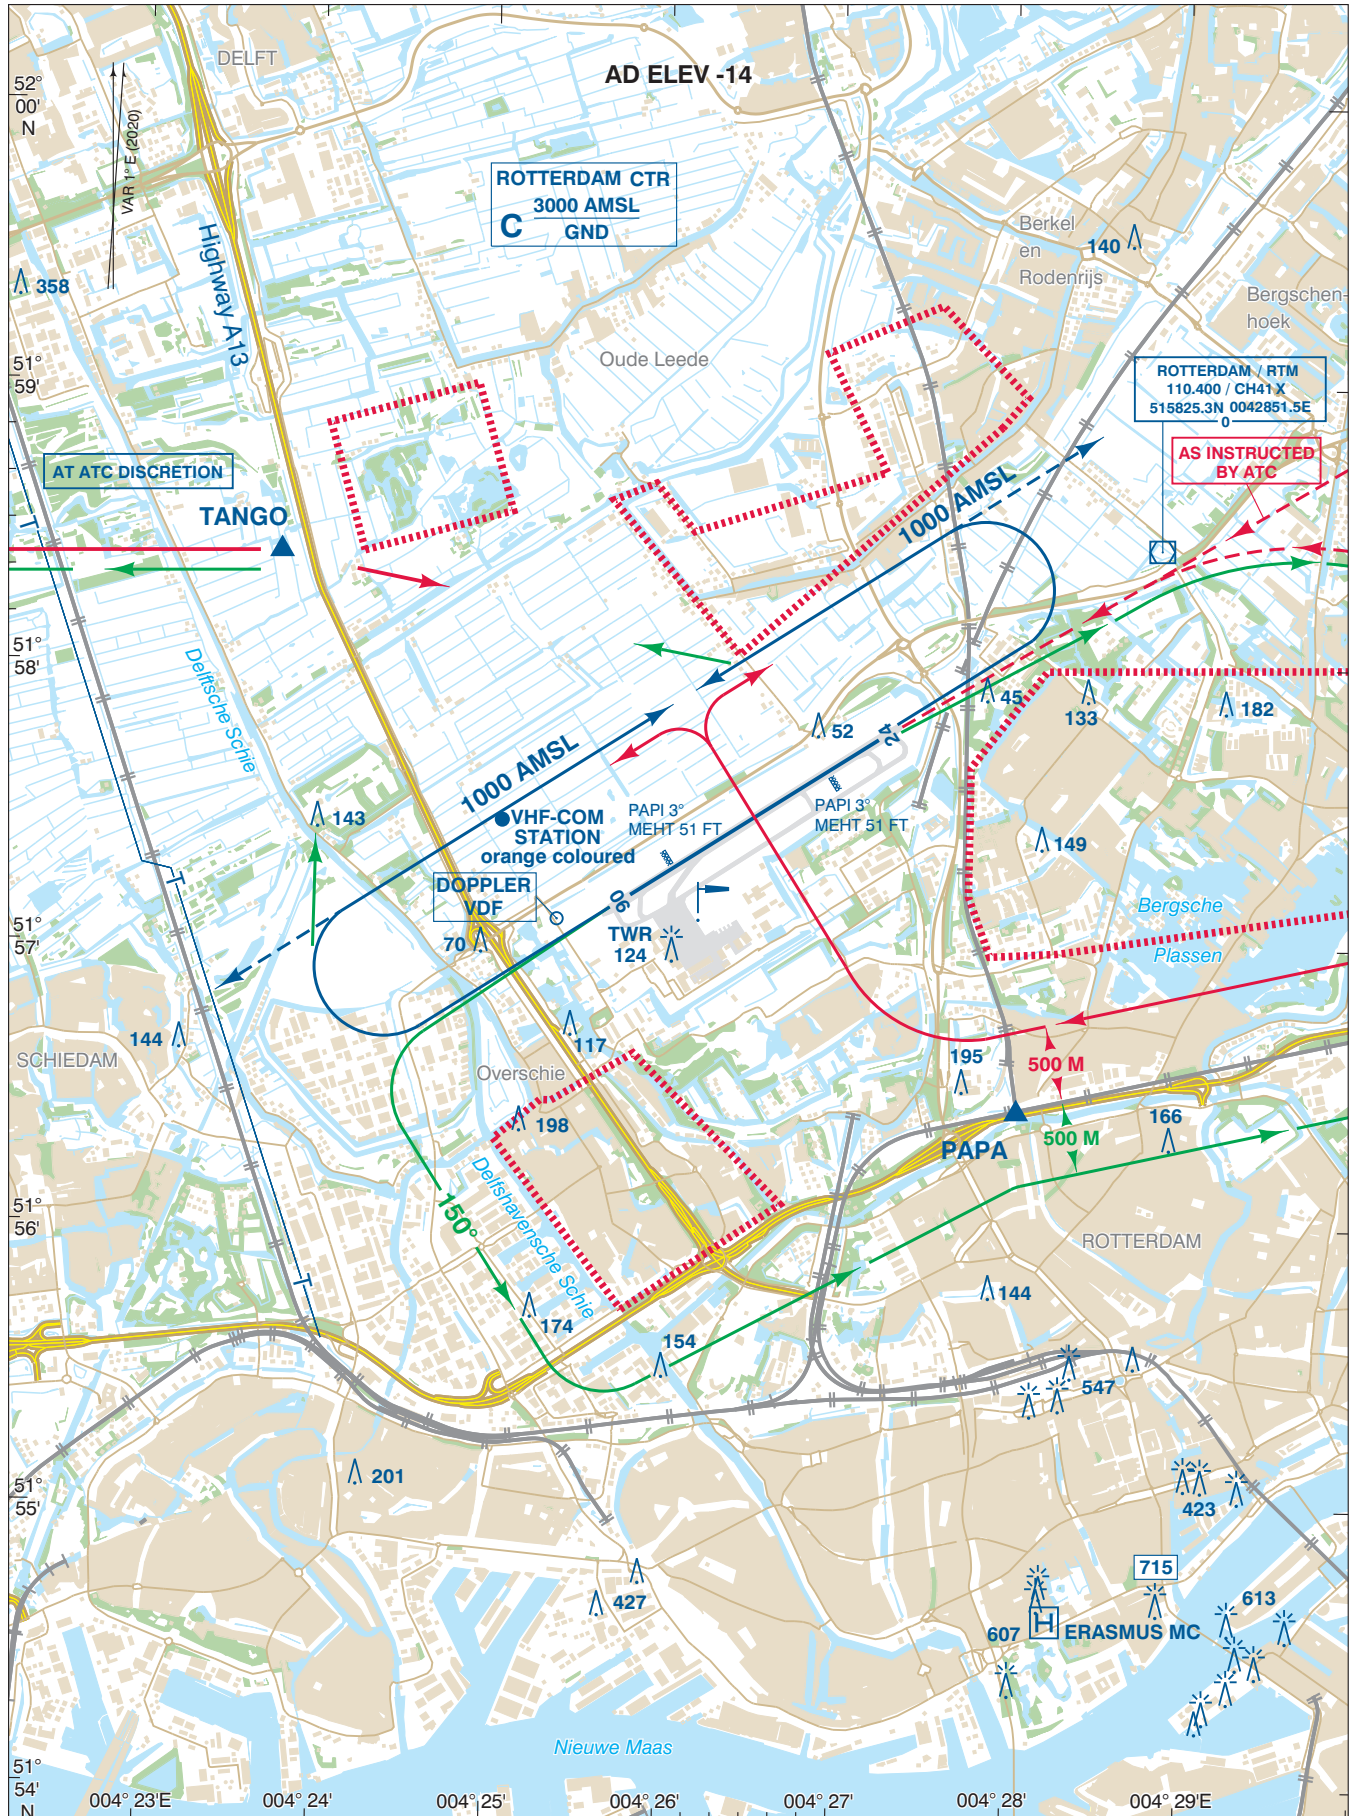 DELFT
AD ELEV -14
52°
00'
N
VAR 1° E (2020)
ROTTERDAM CTR
3000 AMSL
C
GND
Highway A13
Berkel
en
Rodenrijs
140
358
Bergschen-
hoek
51°
59'
Oude Leede
ROTTERDAM / RTM
110.400 / CH41 X
515825.3N 0042851.5E
0
AS INSTRUCTED
BY ATC
AT ATC DISCRETION
TANGO
1000 AMSL
51°
58'
Delftsche Schie
45
133
182
52
24
1000 AMSL
143
VHF-COM
STATION
orange coloured
PAPI 3°
MEHT 51 FT
PAPI 3°
MEHT 51 FT
149
DOPPLER
VDF
06
TWR
124
70
Bergsche
Plassen
51°
57'
144
SCHIEDAM
117
Overschie
195
500 M
198
166
500 M
PAPA
Delfshavensche Schie
150°
51°
56'
ROTTERDAM
144
174
154
547
201
51°
55'
423
427
715
613
607
H
ERASMUS MC
Nieuwe Maas
51°
54'
N
004° 23'E
004° 24'
004° 25'
004° 26'
004° 27'
004° 28'
004° 29'E